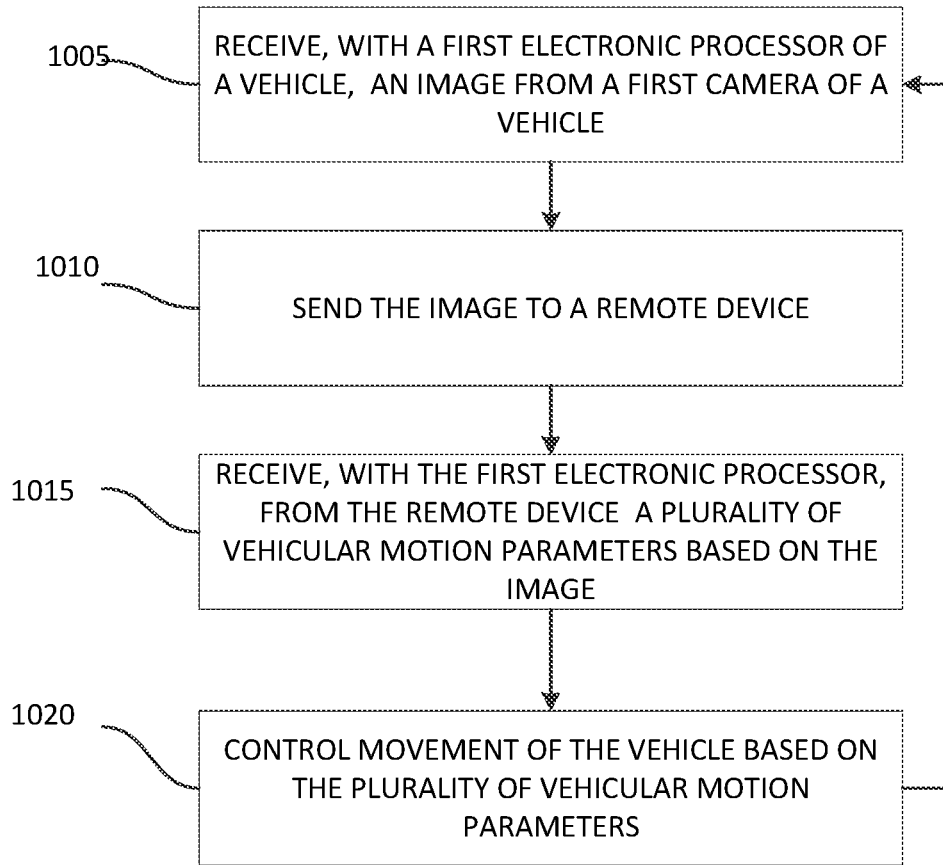 1005
RECEIVE, WITH A FIRST ELECTRONIC PROCESSOR OF
A VEHICLE, AN IMAGE FROM A FIRST CAMERA OF A
VEHICLE
1010
SEND THE IMAGE TO A REMOTE DEVICE
1015
RECEIVE, WITH THE FIRST ELECTRONIC PROCESSOR,
FROM THE REMOTE DEVICE A PLURALITY OF
VEHICULAR MOTION PARAMETERS BASED ON THE
IMAGE
1020
CONTROL MOVEMENT OF THE VEHICLE BASED ON
THE PLURALITY OF VEHICULAR MOTION
PARAMETERS